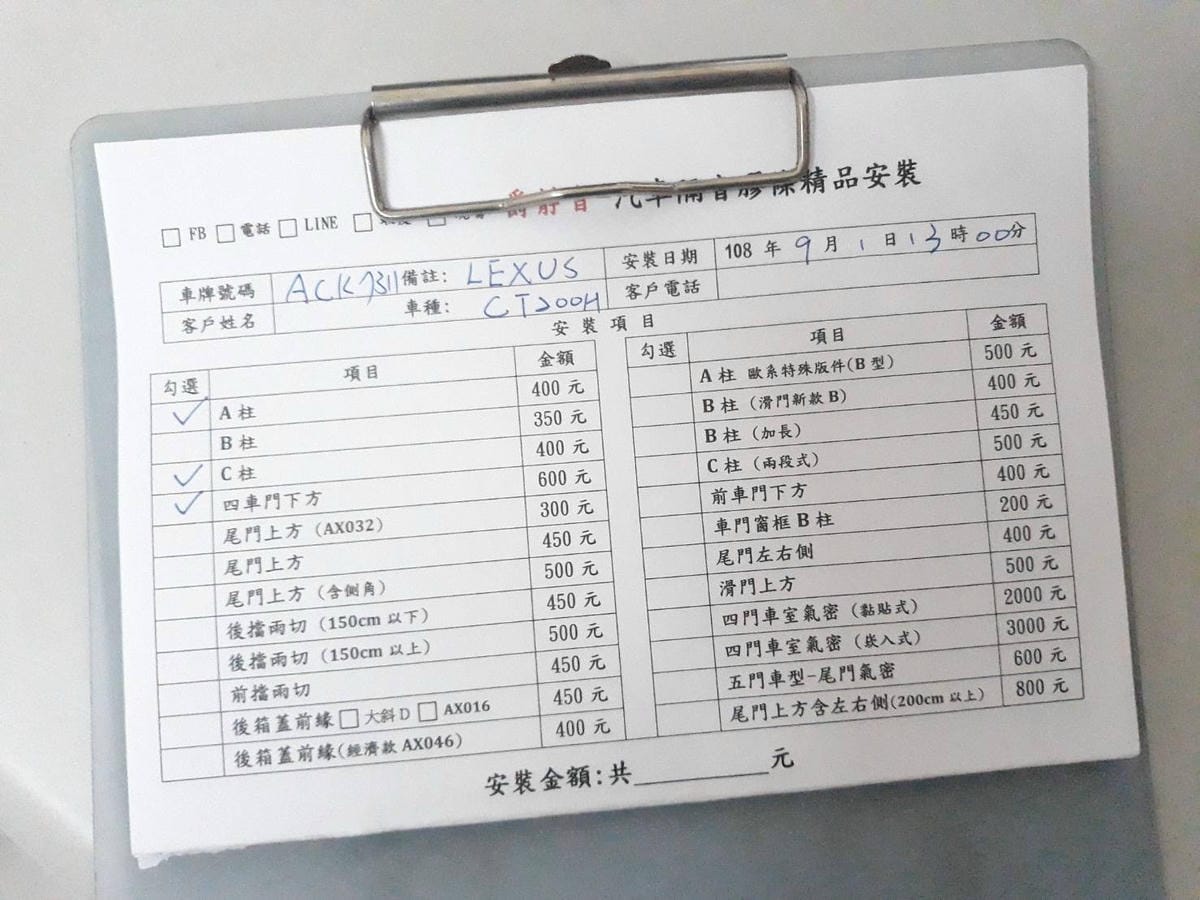 靜音 汽車隔音膠條精品安裝
□ FB □ 電話 □ LINE □ □
車牌號碼 ACK7311 備註: LEXUS 安裝日期 108 年 9 月 1 日 13 時 00 分
客戶姓名 車種: CT200H 客戶電話
安裝項目
勾選 項目 金額
✓ A 柱 400 元
B 柱 350 元
✓ C 柱 400 元
✓ 四車門下方 600 元
尾門上方 (AX032) 300 元
尾門上方 450 元
尾門上方 (含側角) 500 元
後擋雨切 (150cm 以下) 450 元
後擋雨切 (150cm 以上) 500 元
前擋雨切 450 元
後箱蓋前緣 □ 大斜 D □ AX016 450 元
後箱蓋前緣(經濟款 AX046) 400 元
勾選 項目 金額
A 柱 歐系特殊版件(B 型) 500 元
B 柱 (滑門新款 B) 400 元
B 柱 (加長) 450 元
C 柱 (兩段式) 500 元
前車門下方 400 元
車門窗框 B 柱 200 元
尾門左右側 400 元
滑門上方 500 元
四門車室氣密 (黏貼式) 2000 元
四門車室氣密 (崁入式) 3000 元
五門車型-尾門氣密 600 元
尾門上方含左右側(200cm 以上) 800 元
安裝金額:共__________元